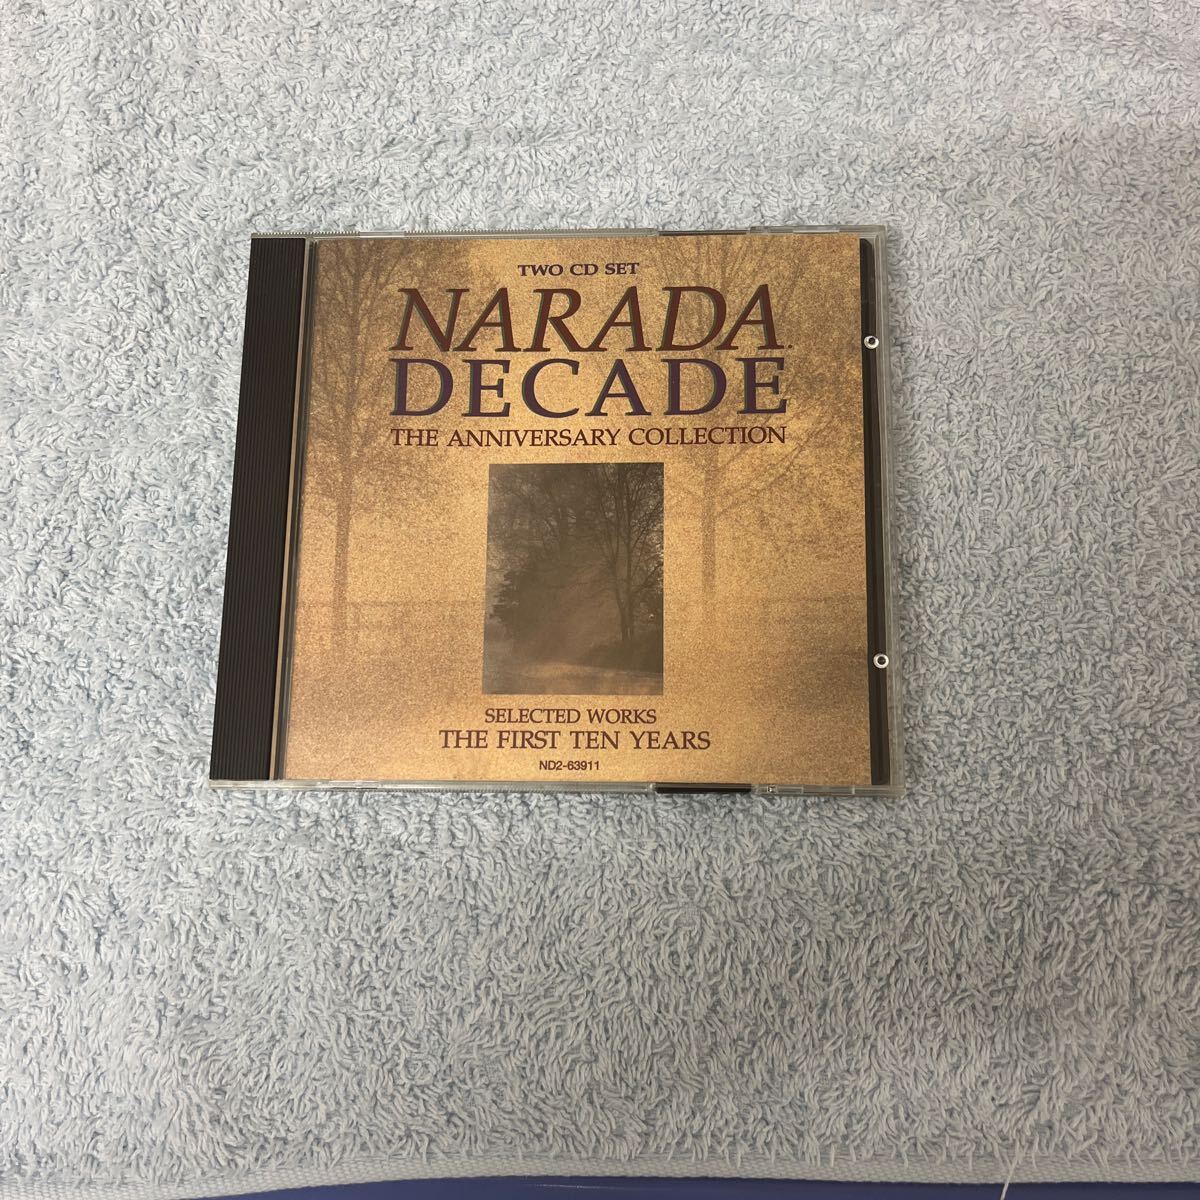 TWO CD SET
NARADA
DECADE
THE ANNIVERSARY COLLECTION
SELECTED WORKS
THE FIRST TEN YEARS
ND2-63911